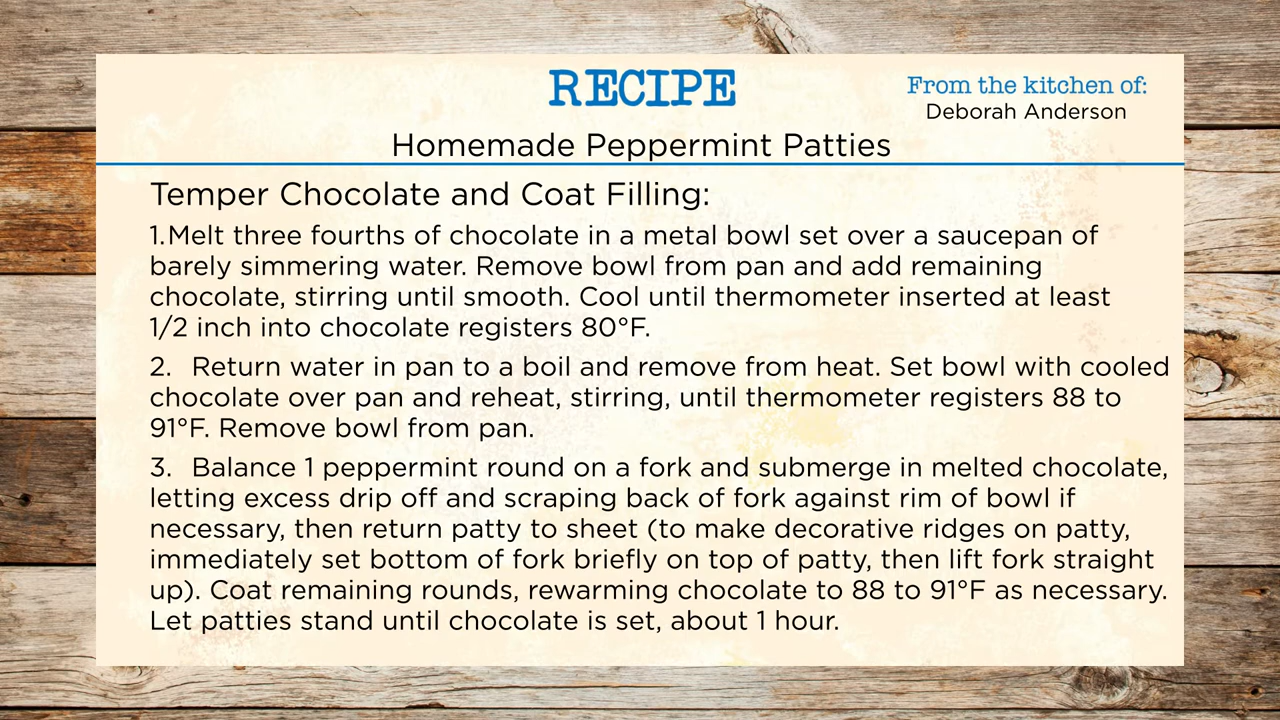 RECIPE
From the kitchen of:
Deborah Anderson
Homemade Peppermint Patties
Temper Chocolate and Coat Filling:
1.Melt three fourths of chocolate in a metal bowl set over a saucepan of
barely simmering water. Remove bowl from pan and add remaining
chocolate, stirring until smooth. Cool until thermometer inserted at least
1/2 inch into chocolate registers 80°F.
2. Return water in pan to a boil and remove from heat. Set bowl with cooled
chocolate over pan and reheat, stirring, until thermometer registers 88 to
91°F. Remove bowl from pan.
3. Balance 1 peppermint round on a fork and submerge in melted chocolate,
letting excess drip off and scraping back of fork against rim of bowl if
necessary, then return patty to sheet (to make decorative ridges on patty,
immediately set bottom of fork briefly on top of patty, then lift fork straight
up). Coat remaining rounds, rewarming chocolate to 88 to 91°F as necessary.
Let patties stand until chocolate is set, about 1 hour.